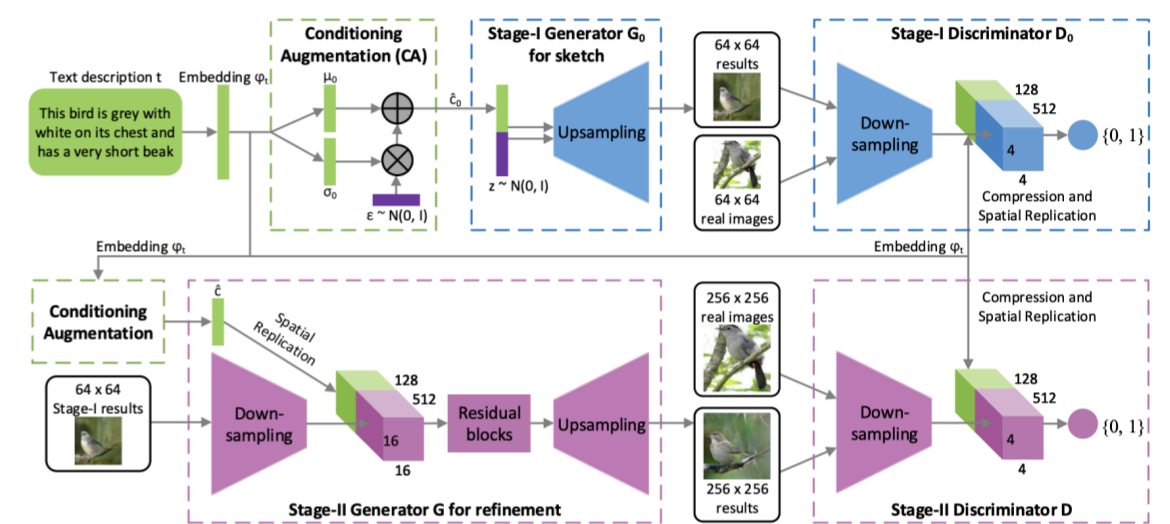 Conditioning
Augmentation (CA)
Stage-I Generator G₀
for sketch
Stage-I Discriminator D₀
Text description t
Embedding φₜ
This bird is grey with
white on its chest and
has a very short beak
μ₀
σ₀
ε ~ N(0, I)
ĉ₀
z ~ N(0, I)
Upsampling
64 x 64
results
64 x 64
real images
Down-
sampling
128
512
4
4
{0, 1}
Compression and
Spatial Replication
Embedding φₜ
Embedding φₜ
Conditioning
Augmentation
ĉ
Spatial
Replication
64 x 64
Stage-I results
Down-
sampling
128
512
16
16
Residual
blocks
Upsampling
256 x 256
real images
256 x 256
results
Compression and
Spatial Replication
Down-
sampling
128
512
4
4
{0, 1}
Stage-II Generator G for refinement
Stage-II Discriminator D